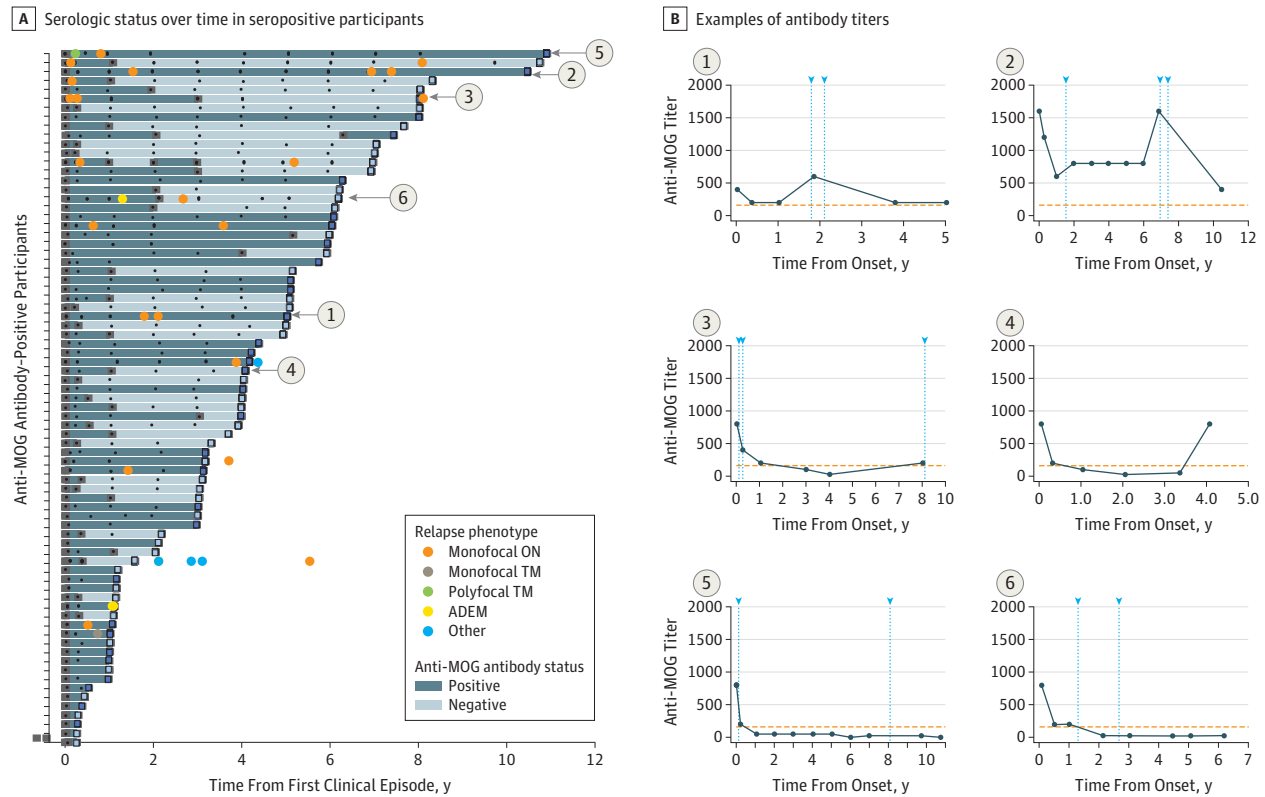 A Serologic status over time in seropositive participants
Anti-MOG Antibody-Positive Participants
5
2
3
6
1
4
Relapse phenotype
Monofocal ON
Monofocal TM
Polyfocal TM
ADEM
Other
Anti-MOG antibody status
Positive
Negative
0 2 4 6 8 10 12
Time From First Clinical Episode, y
B Examples of antibody titers
1
Anti-MOG Titer
2000
1500
1000
500
0
0 1 2 3 4 5
Time From Onset, y
2
2000
1500
1000
500
0
0 2 4 6 8 10 12
Time From Onset, y
3
Anti-MOG Titer
2000
1500
1000
500
0
0 1 2 3 4 5 6 7 8 10
Time From Onset, y
4
2000
1500
1000
500
0
0 1.0 2.0 3.0 4.0 5.0
Time From Onset, y
5
Anti-MOG Titer
2000
1500
1000
500
0
0 1 2 3 4 5 6 7 8 10
Time From Onset, y
6
2000
1500
1000
500
0
0 1 2 3 4 5 6 7
Time From Onset, y